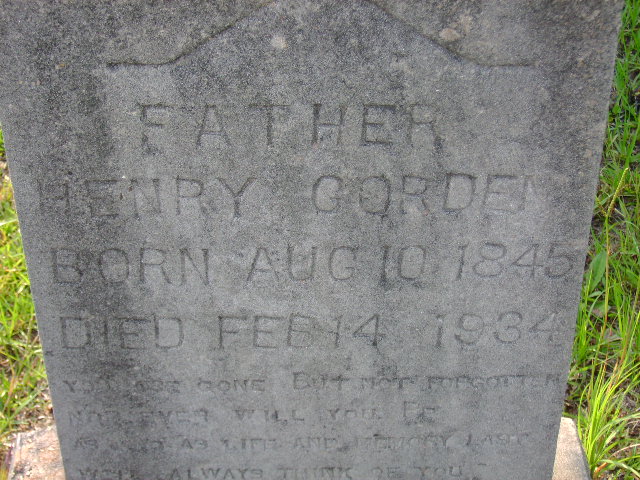 FATHER
HENRY GORDEN
BORN AUG 10 1845
DIED FEB 14 1934
YOU ARE GONE BUT NOT FORGOTTEN
NOR EVER WILL YOU BE
AS LONG AS LIFE AND MEMORY LAST
WE'LL ALWAYS THINK OF YOU